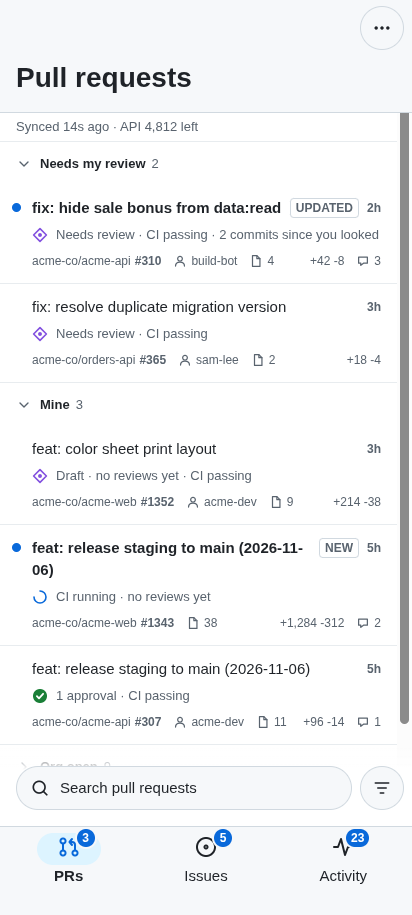 Pull requests
Synced 14s ago · API 4,812 left
Needs my review 2
fix: hide sale bonus from data:read UPDATED 2h
Needs review · CI passing · 2 commits since you looked
acme-co/acme-api #310 build-bot 4 +42 -8 3
fix: resolve duplicate migration version 3h
Needs review · CI passing
acme-co/orders-api #365 sam-lee 2 +18 -4
Mine 3
feat: color sheet print layout 3h
Draft · no reviews yet · CI passing
acme-co/acme-web #1352 acme-dev 9 +214 -38
feat: release staging to main (2026-11- NEW 5h
06)
CI running · no reviews yet
acme-co/acme-web #1343 38 +1,284 -312 2
feat: release staging to main (2026-11-06) 5h
1 approval · CI passing
acme-co/acme-api #307 acme-dev 11 +96 -14 1
Search pull requests
3 5 23
PRs Issues Activity